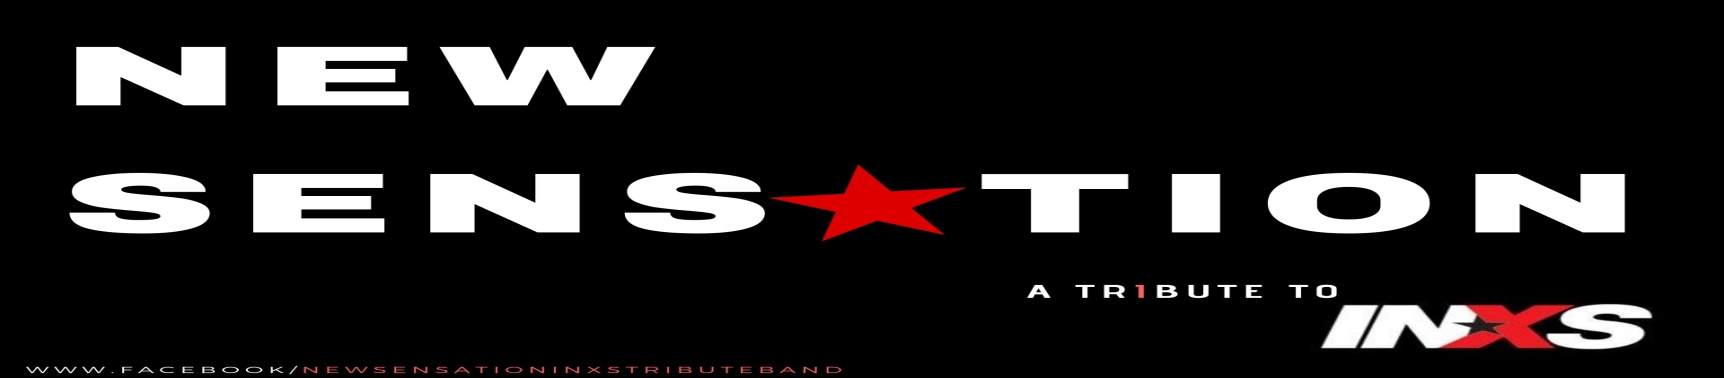 NEW
SENS★TION
A TR1BUTE TO
INXS
WWW.FACEBOOK/NEWSENSATIONINXSTRIBUTEBAND